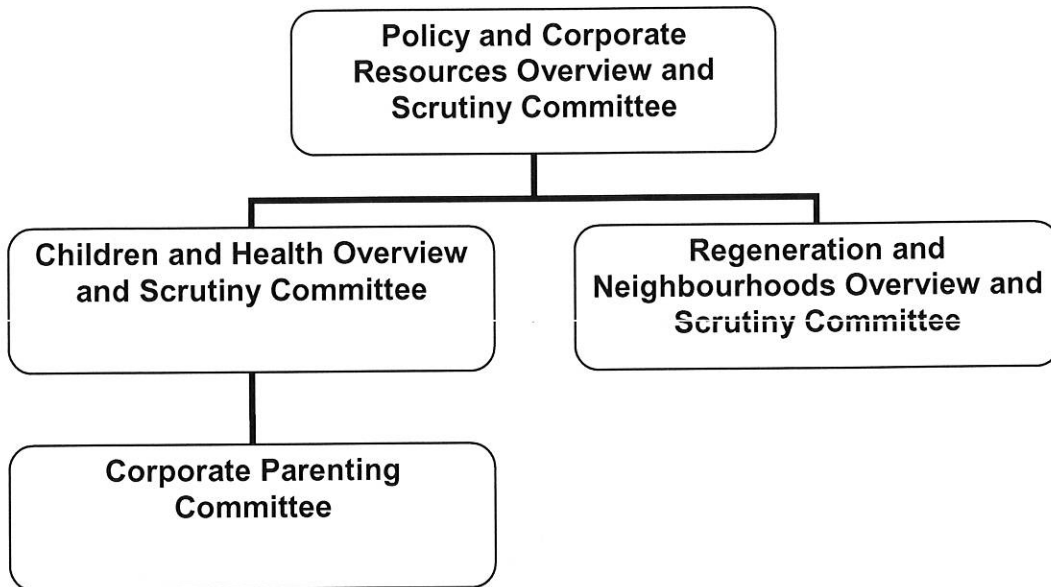 Policy and Corporate
Resources Overview and
Scrutiny Committee
Children and Health Overview
and Scrutiny Committee
Regeneration and
Neighbourhoods Overview and
Scrutiny Committee
Corporate Parenting
Committee